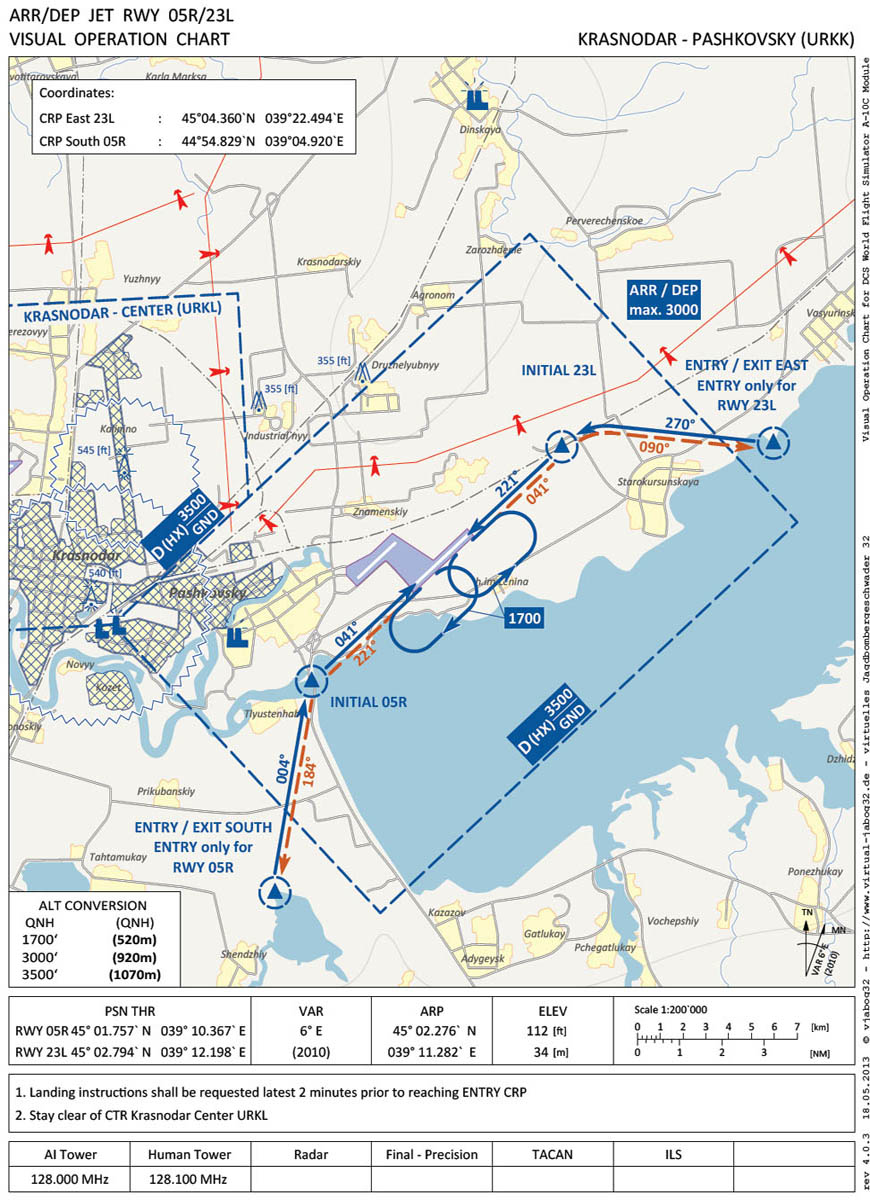 ARR/DEP JET RWY 05R/23L
VISUAL OPERATION CHART
KRASNODAR - PASHKOVSKY (URKK)
Coordinates:
CRP East 23L : 45°04.360`N 039°22.494`E
CRP South 05R : 44°54.829`N 039°04.920`E
Karla Marksa
Dinskaya
Perverechenskoe
Zarozhdenie
Krasnodarskiy
Yuzhnyy
Agronom
ARR / DEP
max. 3000
Vasyurinsk
KRASNODAR - CENTER (URKL)
erezovyy
355 [ft]
Druzhelyubnyy
355 [ft]
INITIAL 23L
ENTRY / EXIT EAST
ENTRY only for
RWY 23L
Kalinino
Industrial'nyy
270°
090°
545 [ft]
221°
041°
Starokursunskaya
D(HX) 3500
GND
Znamenskiy
Krasnodar
540 [ft]
Pashkovsky
h.im.Lenina
1700
041°
221°
Novyy
Kozet
INITIAL 05R
Tlyustenhabl
D(HX) 3500
GND
noskiy
004°
184°
Dzhidz
Prikubanskiy
ENTRY / EXIT SOUTH
ENTRY only for
RWY 05R
Tahtamukay
Ponezhukay
ALT CONVERSION
QNH (QNH)
1700' (520m)
3000' (920m)
3500' (1070m)
Kazazov
Vochepshiy
Gatlukay
Pchegatlukay
Adygeysk
Shendzhiy
TN
MN
VAR 6° E
(2010)
PSN THR VAR ARP ELEV Scale 1:200`000
RWY 05R 45° 01.757` N 039° 10.367` E 6° E 45° 02.276` N 112 [ft] 0 1 2 3 4 5 6 7 [km]
RWY 23L 45° 02.794` N 039° 12.198` E (2010) 039° 11.282` E 34 [m] 0 1 2 3 [NM]
1. Landing instructions shall be requested latest 2 minutes prior to reaching ENTRY CRP
2. Stay clear of CTR Krasnodar Center URKL
AI Tower Human Tower Radar Final - Precision TACAN ILS
128.000 MHz 128.100 MHz
rev 4.0.3 18.05.2013 © vjabog32 - http://www.virtual-jabog32.de - virtuelles Jagdbombergeschwader 32
Visual Operation Chart for DCS World Flight Simulator A-10C Module